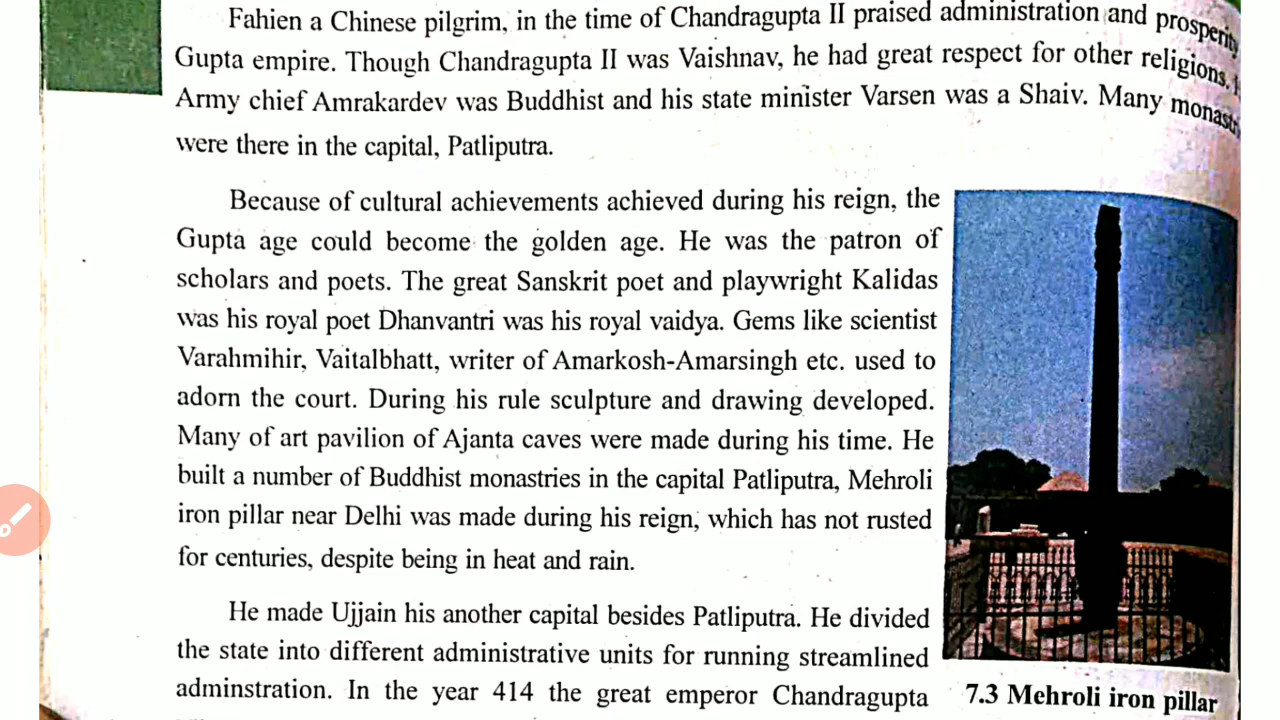 Fahien a Chinese pilgrim, in the time of Chandragupta II praised administration and prosperity
Gupta empire. Though Chandragupta II was Vaishnav, he had great respect for other religions.
Army chief Amrakardev was Buddhist and his state minister Varsen was a Shaiv. Many
were there in the capital, Patliputra.
Because of cultural achievements achieved during his reign, the
Gupta age could become the golden age. He was the patron of
scholars and poets. The great Sanskrit poet and playwright Kalidas
was his royal poet Dhanvantri was his royal vaidya. Gems like scientist
Varahmihir, Vaitalbhatt, writer of Amarkosh-Amarsingh etc. used to
adorn the court. During his rule sculpture and drawing developed.
Many of art pavilion of Ajanta caves were made during his time. He
built a number of Buddhist monastries in the capital Patliputra, Mehroli
iron pillar near Delhi was made during his reign, which has not rusted
for centuries, despite being in heat and rain.
He made Ujjain his another capital besides Patliputra. He divided
the state into different administrative units for running streamlined
adminstration. In the year 414 the great emperor Chandragupta
7.3 Mehroli iron pillar